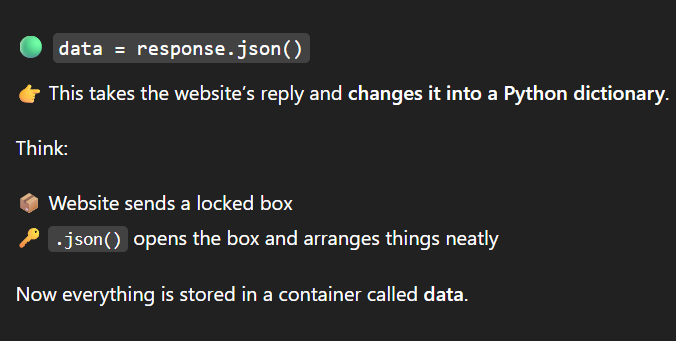 🟢 data = response.json()
👉 This takes the website’s reply and changes it into a Python dictionary.
Think:
📦 Website sends a locked box
🔑 .json() opens the box and arranges things neatly
Now everything is stored in a container called data.